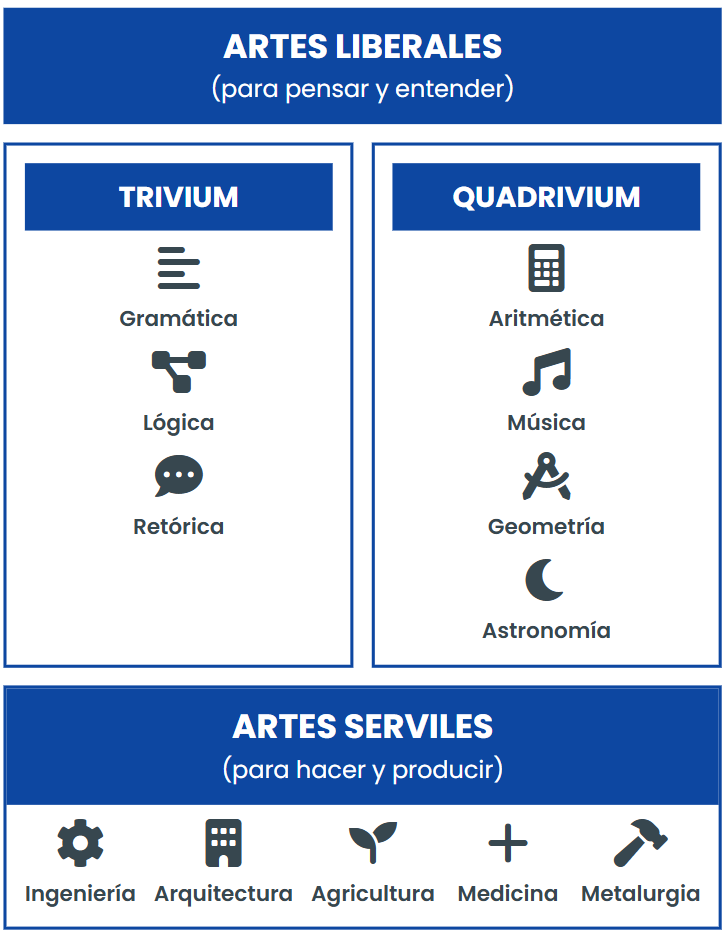 ARTES LIBERALES
(para pensar y entender)
TRIVIUM
Gramática
Lógica
Retórica
QUADRIVIUM
Aritmética
Música
Geometría
Astronomía
ARTES SERVILES
(para hacer y producir)
Ingeniería Arquitectura Agricultura Medicina Metalurgia